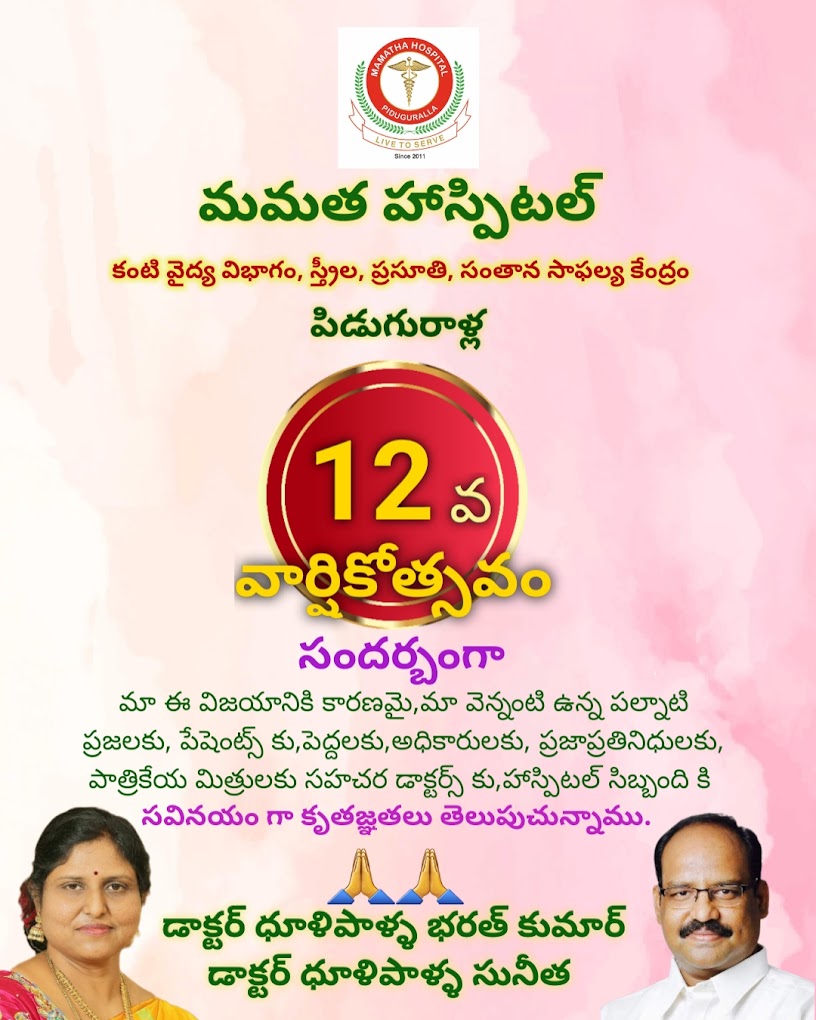 MAMATHA HOSPITAL
PIDUGURALLA
LIVE TO SERVE
Since 2011
మమత హాస్పిటల్
కంటి వైద్య విభాగం, స్త్రీల, ప్రసూతి, సంతాన సాఫల్య కేంద్రం
పిడుగురాళ్ల
12 వ
వార్షికోత్సవం
సందర్బంగా
మా ఈ విజయానికి కారణమై,మా వెన్నంటి ఉన్న పల్నాటి
ప్రజలకు, పేషెంట్స్ కు,పెద్దలకు,అధికారులకు, ప్రజాప్రతినిధులకు,
పాత్రికేయ మిత్రులకు సహచర డాక్టర్స్ కు,హాస్పిటల్ సిబ్బంది కి
సవినయం గా కృతజ్ఞతలు తెలుపుచున్నాము.
డాక్టర్ ధూళిపాళ్ళ భరత్ కుమార్
డాక్టర్ ధూళిపాళ్ళ సునీత